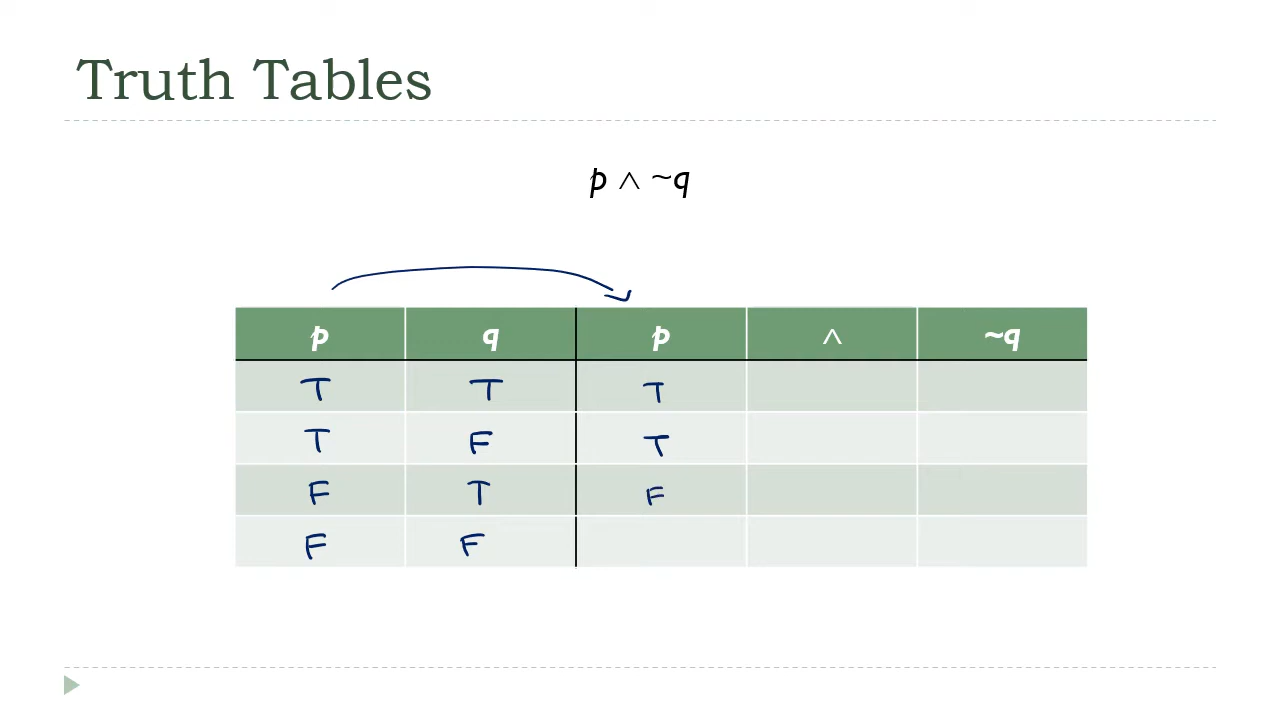 Truth Tables
p ∧ ~q
p q p ∧ ~q
T T T
T F T
F T F
F F